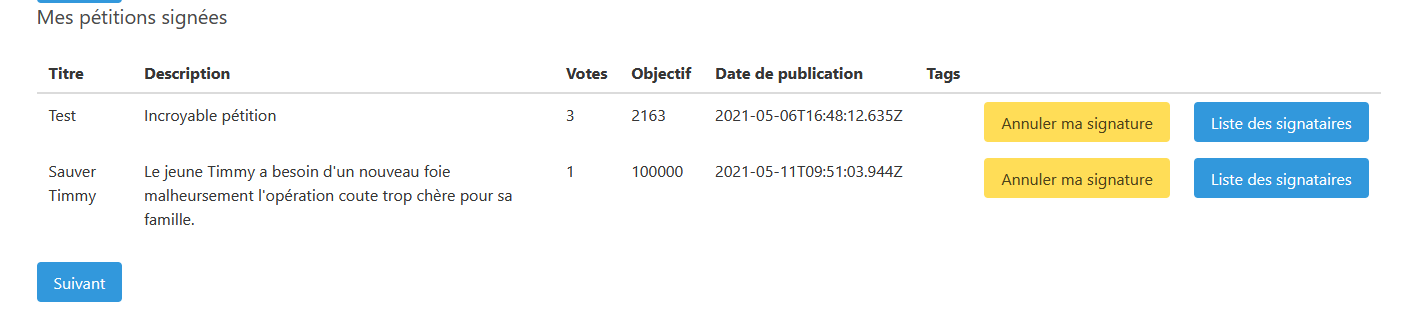 Mes pétitions signées
Titre Description Votes Objectif Date de publication Tags
Test Incroyable pétition 3 2163 2021-05-06T16:48:12.635Z Annuler ma signature Liste des signataires
Sauver Le jeune Timmy a besoin d'un nouveau foie 1 100000 2021-05-11T09:51:03.944Z Annuler ma signature Liste des signataires
Timmy malheursement l'opération coute trop chère pour sa
famille.
Suivant